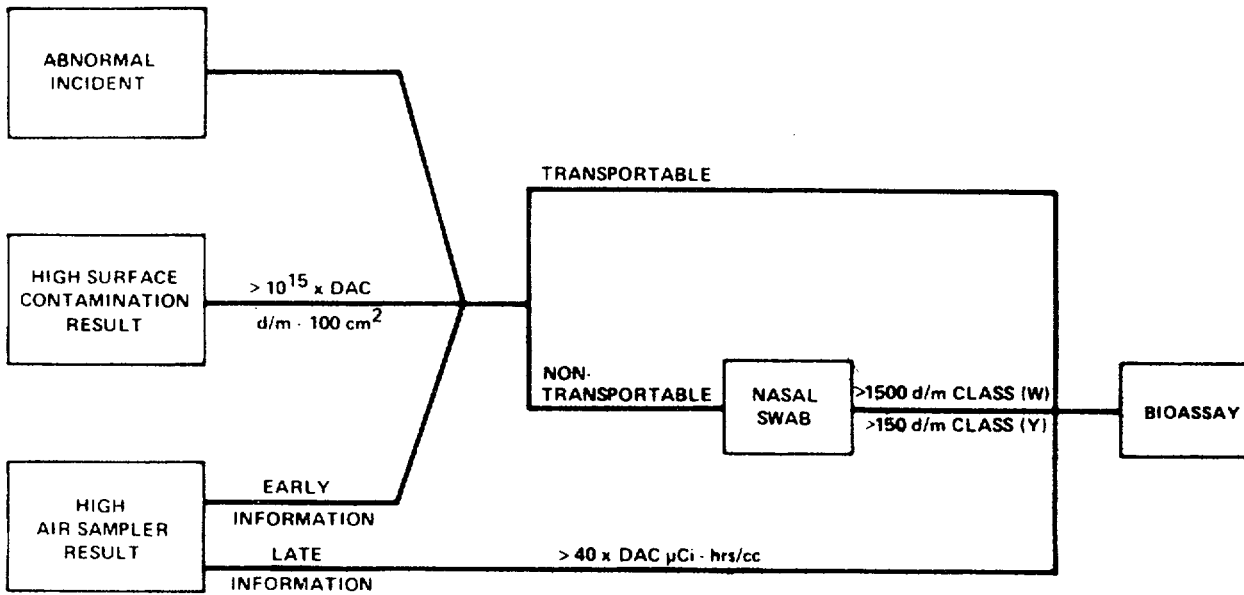 ABNORMAL
INCIDENT
TRANSPORTABLE
HIGH SURFACE
CONTAMINATION
RESULT
> 10¹⁵ x DAC
d/m · 100 cm²
NON-
TRANSPORTABLE
NASAL
SWAB
>1500 d/m CLASS (W)
>150 d/m CLASS (Y)
BIOASSAY
HIGH
AIR SAMPLER
RESULT
EARLY
INFORMATION
LATE
INFORMATION
> 40 x DAC μCi · hrs/cc